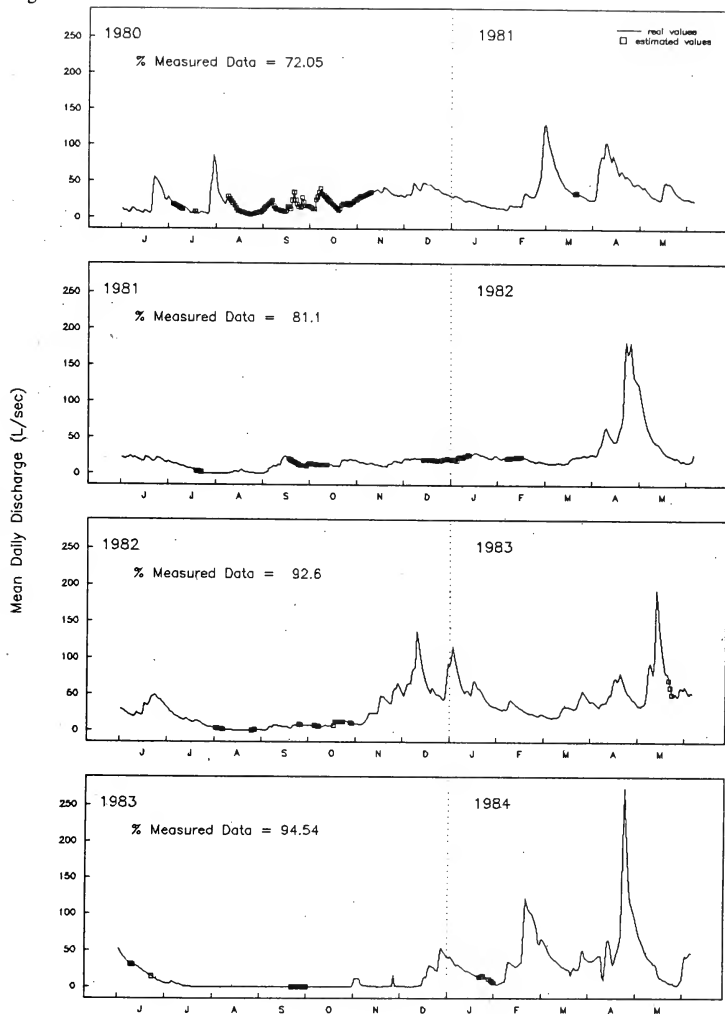 250
200
150
100
50
0
1980
1981
real values
estimated values
% Measured Data = 72.05
J J A S O N D J F M A M
250
200
150
100
50
0
1981
1982
% Measured Data = 81.1
J J A S O N D J F M A M
Mean Daily Discharge (L/sec)
250
200
150
100
50
0
1982
1983
% Measured Data = 92.6
J J A S O N D J F M A M
250
200
150
100
50
0
1983
1984
% Measured Data = 94.54
J J A S O N D J F M A M